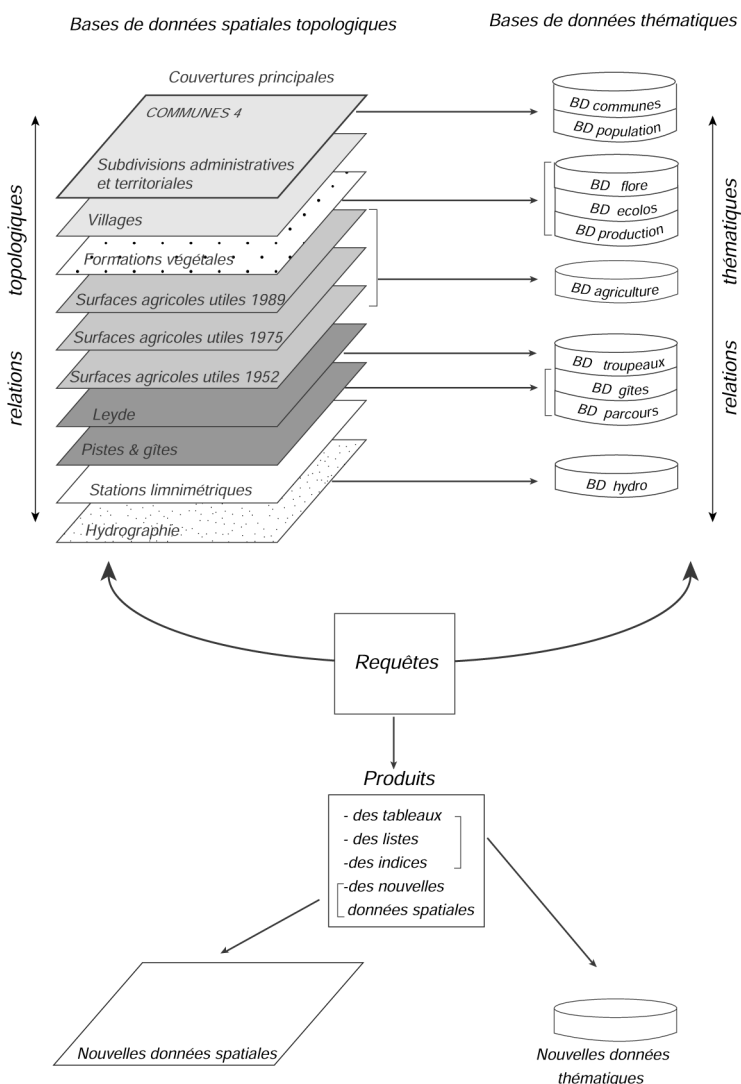 Bases de données spatiales topologiques
Bases de données thématiques
Couvertures principales
COMMUNES 4
Subdivisions administratives
et territoriales
Villages
Formations végétales
Surfaces agricoles utiles 1989
Surfaces agricoles utiles 1975
Surfaces agricoles utiles 1952
Leyde
Pistes & gîtes
Stations limnimétriques
Hydrographie
relations topologiques
BD communes
BD population
BD flore
BD ecolos
BD production
BD agriculture
BD troupeaux
BD gîtes
BD parcours
BD hydro
relations thématiques
Requêtes
Produits
- des tableaux
- des listes
-des indices
-des nouvelles
données spatiales
Nouvelles données spatiales
Nouvelles données
thématiques